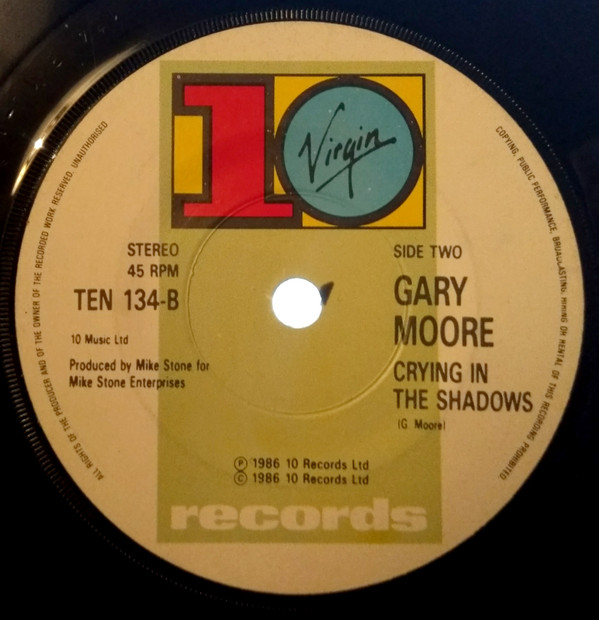 10
Virgin
STEREO
45 RPM
TEN 134-B
10 Music Ltd
Produced by Mike Stone for
Mike Stone Enterprises
SIDE TWO
GARY
MOORE
CRYING IN
THE SHADOWS
(G. Moore)
Ⓟ 1986 10 Records Ltd
© 1986 10 Records Ltd
records
ALL RIGHTS OF THE PRODUCER AND OF THE OWNER OF THE RECORDED WORK RESERVED. UNAUTHORISED
COPYING, PUBLIC PERFORMANCE, BROADCASTING, HIRING OR RENTAL OF THIS RECORDING PROHIBITED